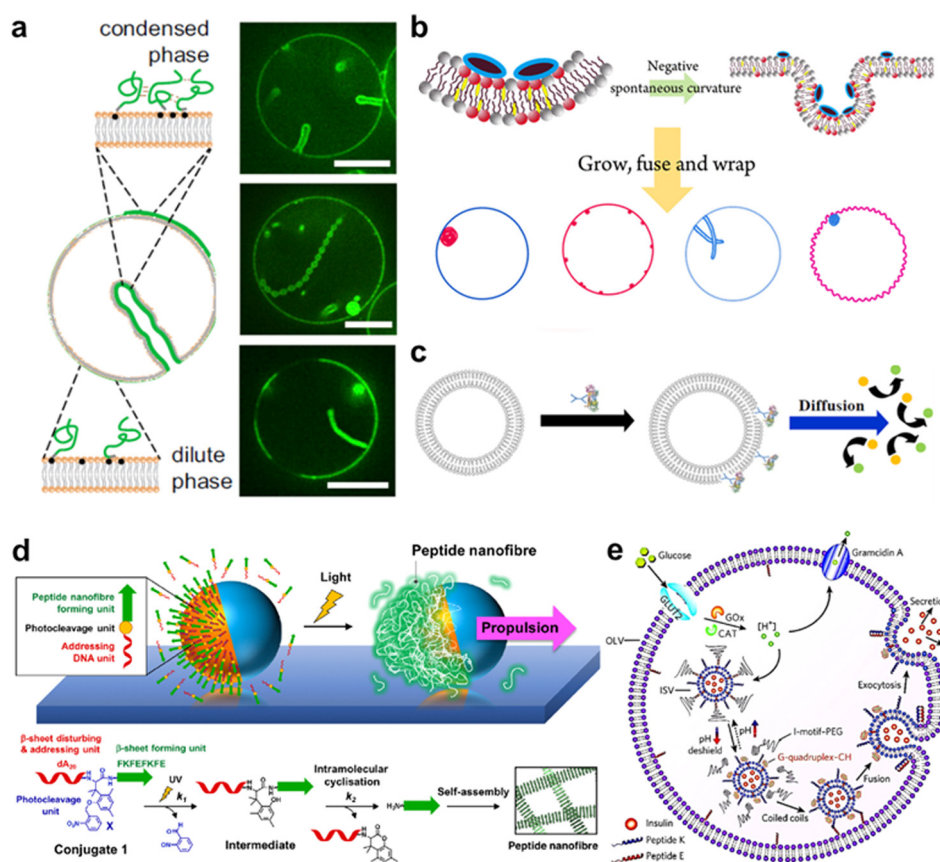 a
condensed
phase
dilute
phase
b
Negative
spontaneous curvature
Grow, fuse and wrap
c
Diffusion
d
Peptide nanofibre
forming unit
Photocleavage unit
Addressing
DNA unit
Light
Peptide nanofibre
Propulsion
β-sheet disturbing
& addressing unit
dA20
β-sheet forming unit
FKFEFKFE
Photocleavage
unit
X
Conjugate 1
UV
k1
Intermediate
Intramolecular
cyclisation
k2
Self-assembly
Peptide nanofibre
e
Glucose
GLUT2
GOx
CAT
[H+]
Gramcidin A
Secretion
OLV
ISV
Exocytosis
pH
deshield
pH
I-motif-PEG
G-quadruplex-CH
Fusion
Coiled coils
Insulin
Peptide K
Peptide E